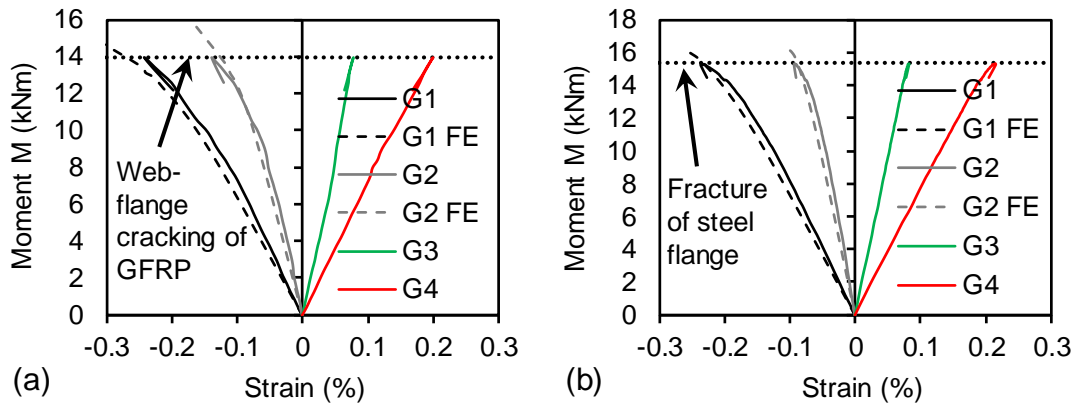 16
14
12
10
8
6
4
2
0
Moment M (kNm)
Web-
flange
cracking of
GFRP
G1
G1 FE
G2
G2 FE
G3
G4
-0.3 -0.2 -0.1 0 0.1 0.2 0.3
(a)
Strain (%)
18
16
14
12
10
8
6
4
2
0
Moment M (kNm)
Fracture
of steel
flange
G1
G1 FE
G2
G2 FE
G3
G4
-0.3 -0.2 -0.1 0 0.1 0.2 0.3
(b)
Strain (%)